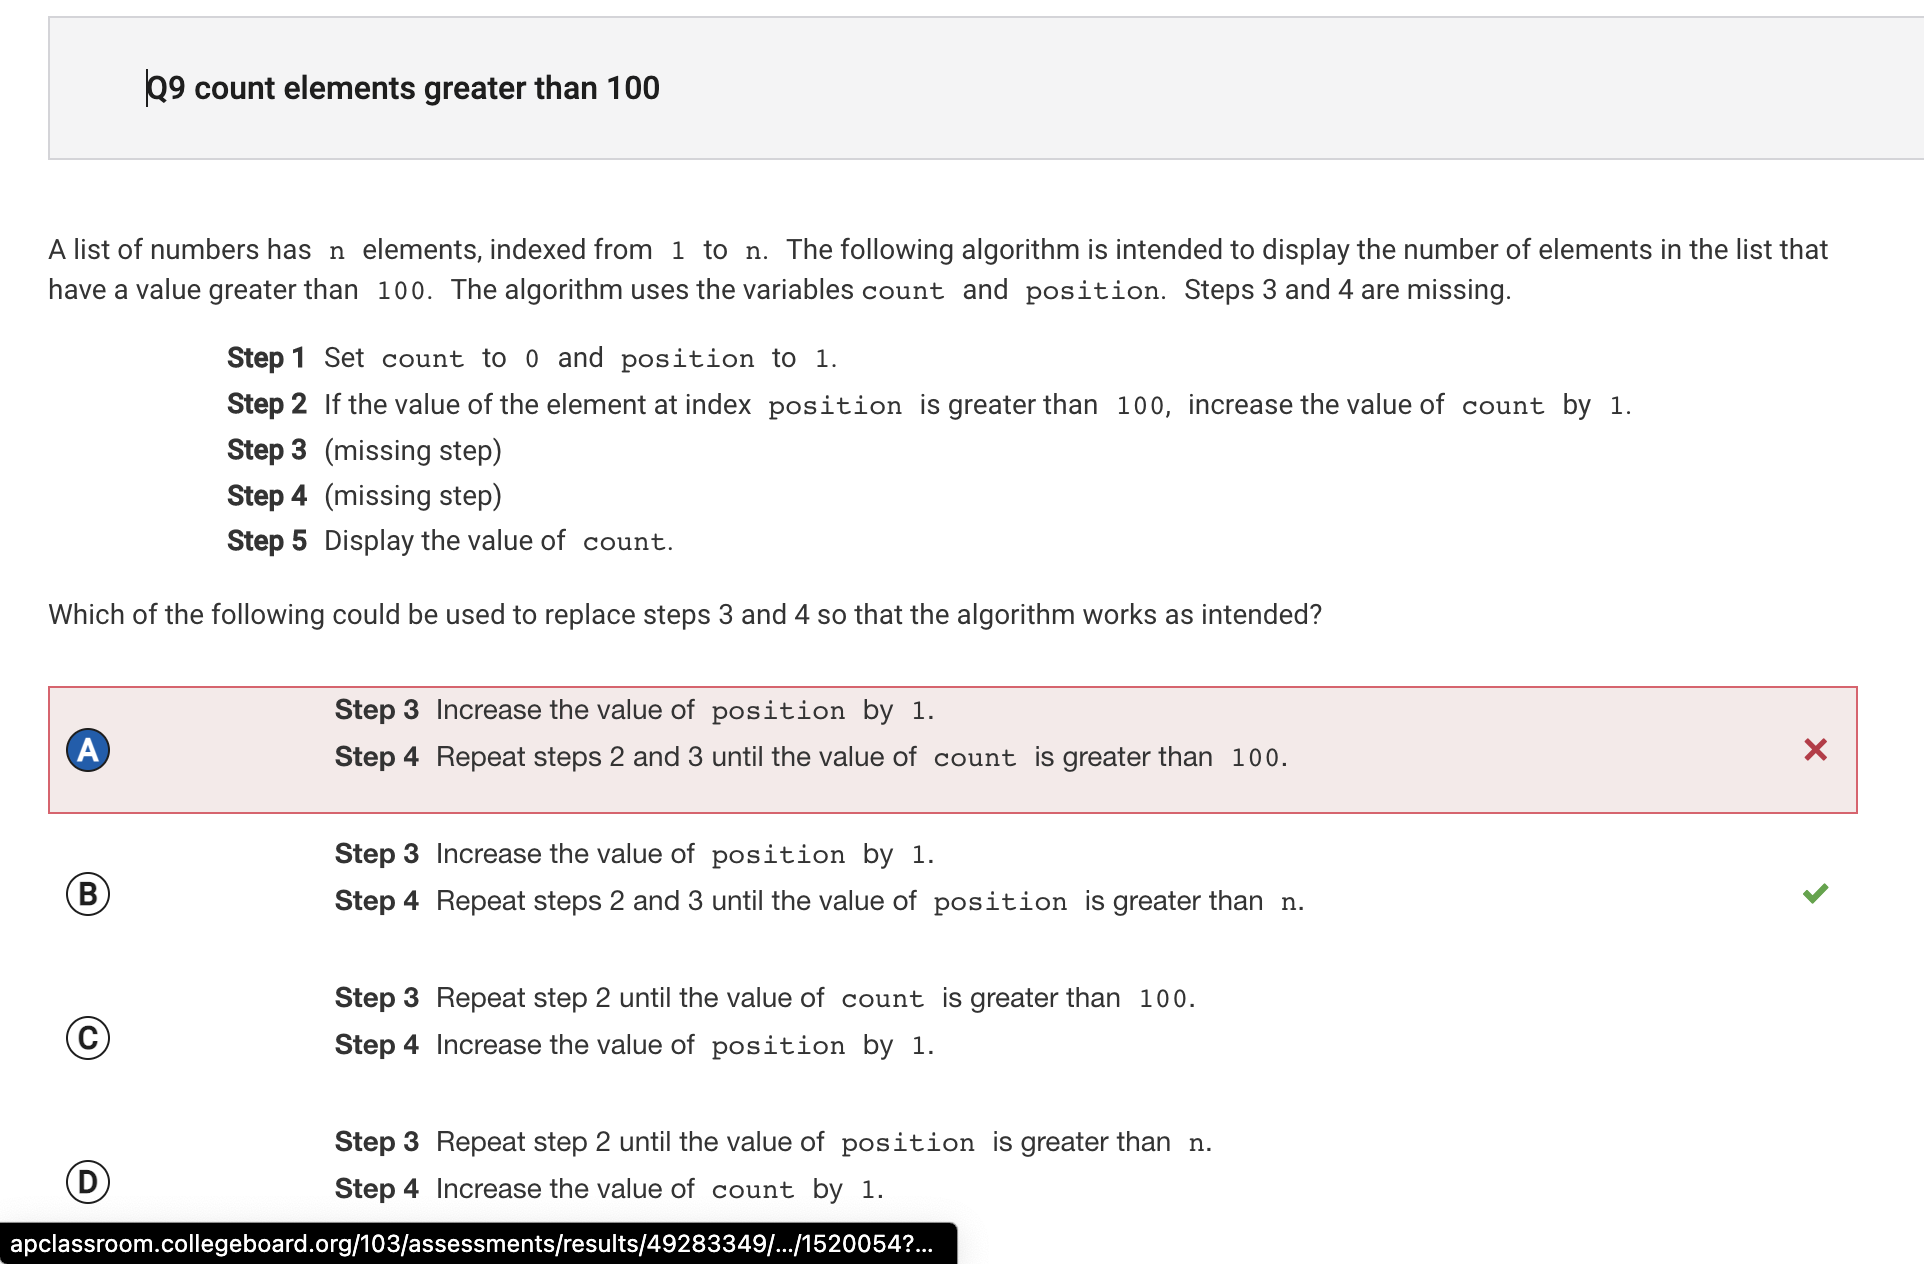 Q9 count elements greater than 100
A list of numbers has n elements, indexed from 1 to n. The following algorithm is intended to display the number of elements in the list that
have a value greater than 100. The algorithm uses the variables count and position. Steps 3 and 4 are missing.
Step 1 Set count to 0 and position to 1.
Step 2 If the value of the element at index position is greater than 100, increase the value of count by 1.
Step 3 (missing step)
Step 4 (missing step)
Step 5 Display the value of count.
Which of the following could be used to replace steps 3 and 4 so that the algorithm works as intended?
A
Step 3 Increase the value of position by 1.
Step 4 Repeat steps 2 and 3 until the value of count is greater than 100.
B
Step 3 Increase the value of position by 1.
Step 4 Repeat steps 2 and 3 until the value of position is greater than n.
C
Step 3 Repeat step 2 until the value of count is greater than 100.
Step 4 Increase the value of position by 1.
D
Step 3 Repeat step 2 until the value of position is greater than n.
Step 4 Increase the value of count by 1.
apclassroom.collegeboard.org/103/assessments/results/49283349/.../1520054?...